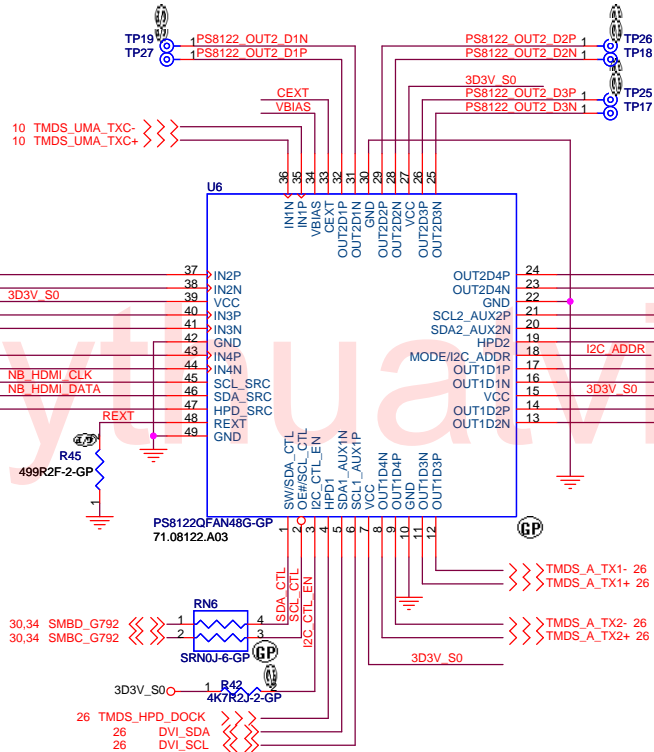 TP19 1 PS8122_OUT2_D1N
TP27 1 PS8122_OUT2_D1P
PS8122_OUT2_D2P 1 TP26
PS8122_OUT2_D2N 1 TP18
3D3V_S0
PS8122_OUT2_D3P 1 TP25
PS8122_OUT2_D3N 1 TP17
CEXT
VBIAS
10 TMDS_UMA_TXC-
10 TMDS_UMA_TXC+
36 35 34 33 32 31 30 29 28 27 26 25
U6
IN1N IN1P VBIAS CEXT OUT2D1P OUT2D1N GND OUT2D2P OUT2D2N VCC OUT2D3P OUT2D3N
37 IN2P OUT2D4P 24
38 IN2N OUT2D4N 23
3D3V_S0 39 VCC GND 22
40 IN3P SCL2_AUX2P 21
41 IN3N SDA2_AUX2N 20
42 GND HPD2 19
43 IN4P MODE/I2C_ADDR 18 I2C_ADDR
44 IN4N OUT1D1P 17
NB_HDMI_CLK 45 SCL_SRC OUT1D1N 16
NB_HDMI_DATA 46 SDA_SRC VCC 15 3D3V_S0
47 HPD_SRC OUT1D2P 14
REXT 48 REXT OUT1D2N 13
49 GND
ythuatvi
R45
499R2F-2-GP
1
SW/SDA_CTL OE#/SCL_CTL I2C_CTL_EN HPD1 SDA1_AUX1N SCL1_AUX1P VCC OUT1D4N OUT1D4P GND OUT1D3N OUT1D3P
PS8122QFAN48G-GP
71.08122.A03
1 2 3 4 5 6 7 8 9 10 11 12
GP
SDA_CTL
SCL_CTL
I2C_CTL_EN
TMDS_A_TX1- 26
TMDS_A_TX1+ 26
TMDS_A_TX2- 26
TMDS_A_TX2+ 26
3D3V_S0
RN6
30,34 SMBD_G792 1 4
30,34 SMBC_G792 2 3
SRN0J-6-GP
GP
3D3V_S0 1 R42 2
4K7R2J-2-GP
26 TMDS_HPD_DOCK
26 DVI_SDA
26 DVI_SCL